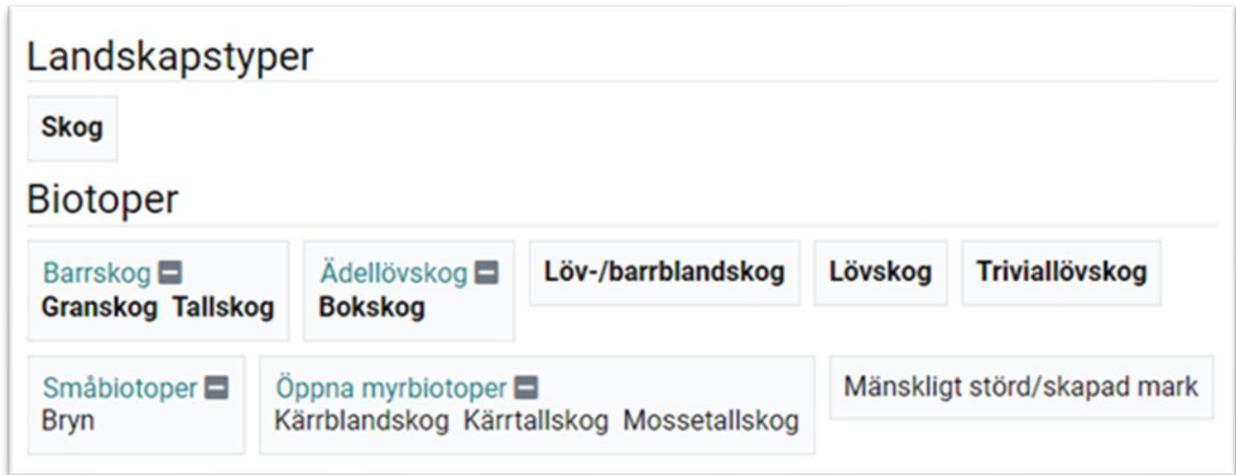 Landskapstyper
Skog
Biotoper
Barrskog
Granskog Tallskog
Ädellövskog
Bokskog
Löv-/barrblandskog
Lövskog
Triviallövskog
Småbiotoper
Bryn
Öppna myrbiotoper
Kärrblandskog Kärrtallskog Mossetallskog
Mänskligt störd/skapad mark